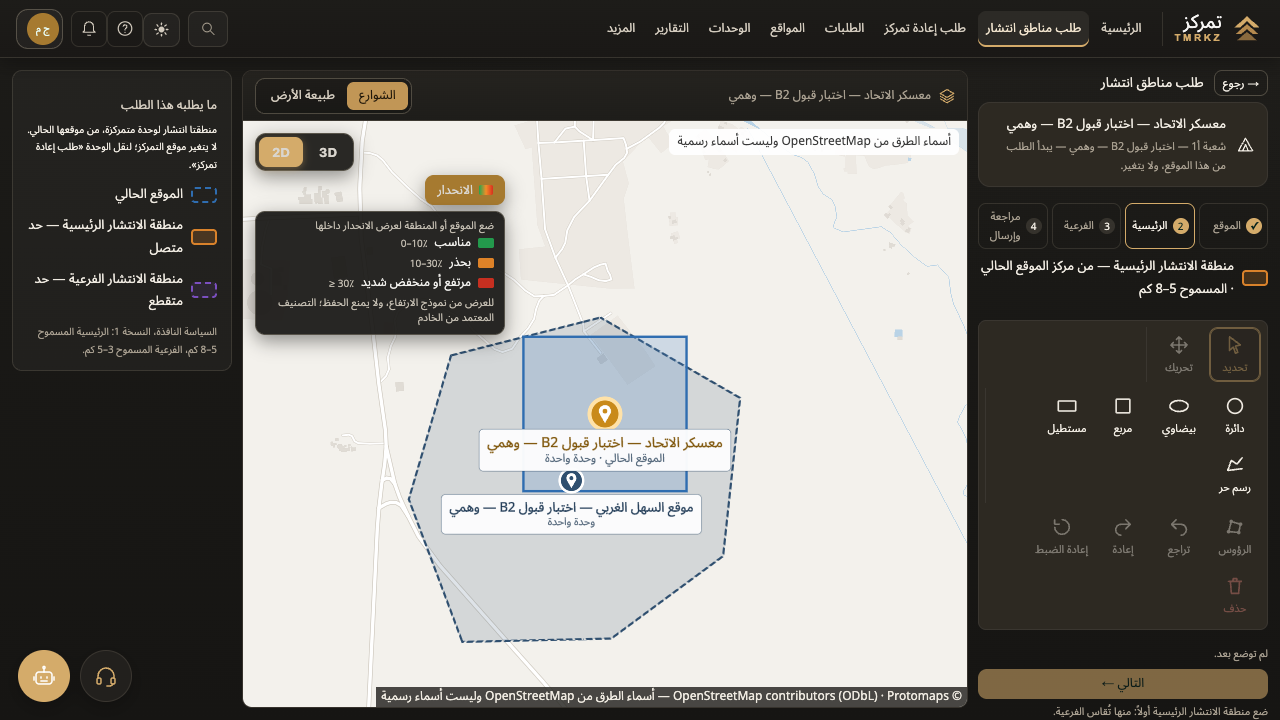 تمركز
TMRKZ
الرئيسية
طلب مناطق انتشار
طلب إعادة تمركز
الطلبات
المواقع
الوحدات
التقارير
المزيد
ج م
→ رجوع
طلب مناطق انتشار
معسكر الاتحاد — اختبار قبول B2 — وهمي
شعبة أ1 — اختبار قبول B2 — وهمي — يبدأ الطلب
من هذا الموقع، ولا يتغير.
الموقع
2 الرئيسية
3 الفرعية
4 مراجعة
وإرسال
منطقة الانتشار الرئيسية — من مركز الموقع الحالي
· المسموح 5–8 كم
تحديد
تحريك
دائرة
بيضاوي
مربع
مستطيل
رسم حر
الرؤوس
تراجع
إعادة
إعادة الضبط
حذف
لم توضع بعد.
التالي ←
ضع منطقة الانتشار الرئيسية أولاً: منها تُقاس الفرعية.
معسكر الاتحاد — اختبار قبول B2 — وهمي
الشوارع
طبيعة الأرض
أسماء الطرق من OpenStreetMap وليست أسماء رسمية
2D
3D
الانحدار
ضع الموقع أو المنطقة لعرض الانحدار داخلها
مناسب 0–10٪
بحذر 10–30٪
مرتفع أو منخفض شديد ≥ 30٪
للعرض من نموذج الارتفاع، ولا يمنع الحفظ؛ التصنيف
المعتمد من الخادم
معسكر الاتحاد — اختبار قبول B2 — وهمي
الموقع الحالي · وحدة واحدة
موقع السهل الغربي — اختبار قبول B2 — وهمي
وحدة واحدة
© OpenStreetMap contributors (ODbL) · Protomaps — أسماء الطرق من OpenStreetMap وليست أسماء رسمية
ما يطلبه هذا الطلب
منطقتا انتشار لوحدة متمركزة، من موقعها الحالي.
لا يتغير موقع التمركز؛ لنقل الوحدة «طلب إعادة
تمركز».
الموقع الحالي
منطقة الانتشار الرئيسية — حد
متصل
منطقة الانتشار الفرعية — حد
متقطع
السياسة النافذة، النسخة 1: الرئيسية المسموح
5–8 كم، الفرعية المسموح 3–5 كم.